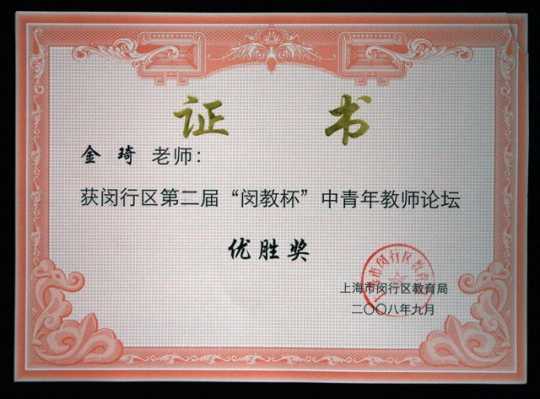 证 书
金琦 老师：
获闵行区第二届“闵教杯”中青年教师论坛
优胜奖
上海市闵行区教育局
二〇〇八年九月